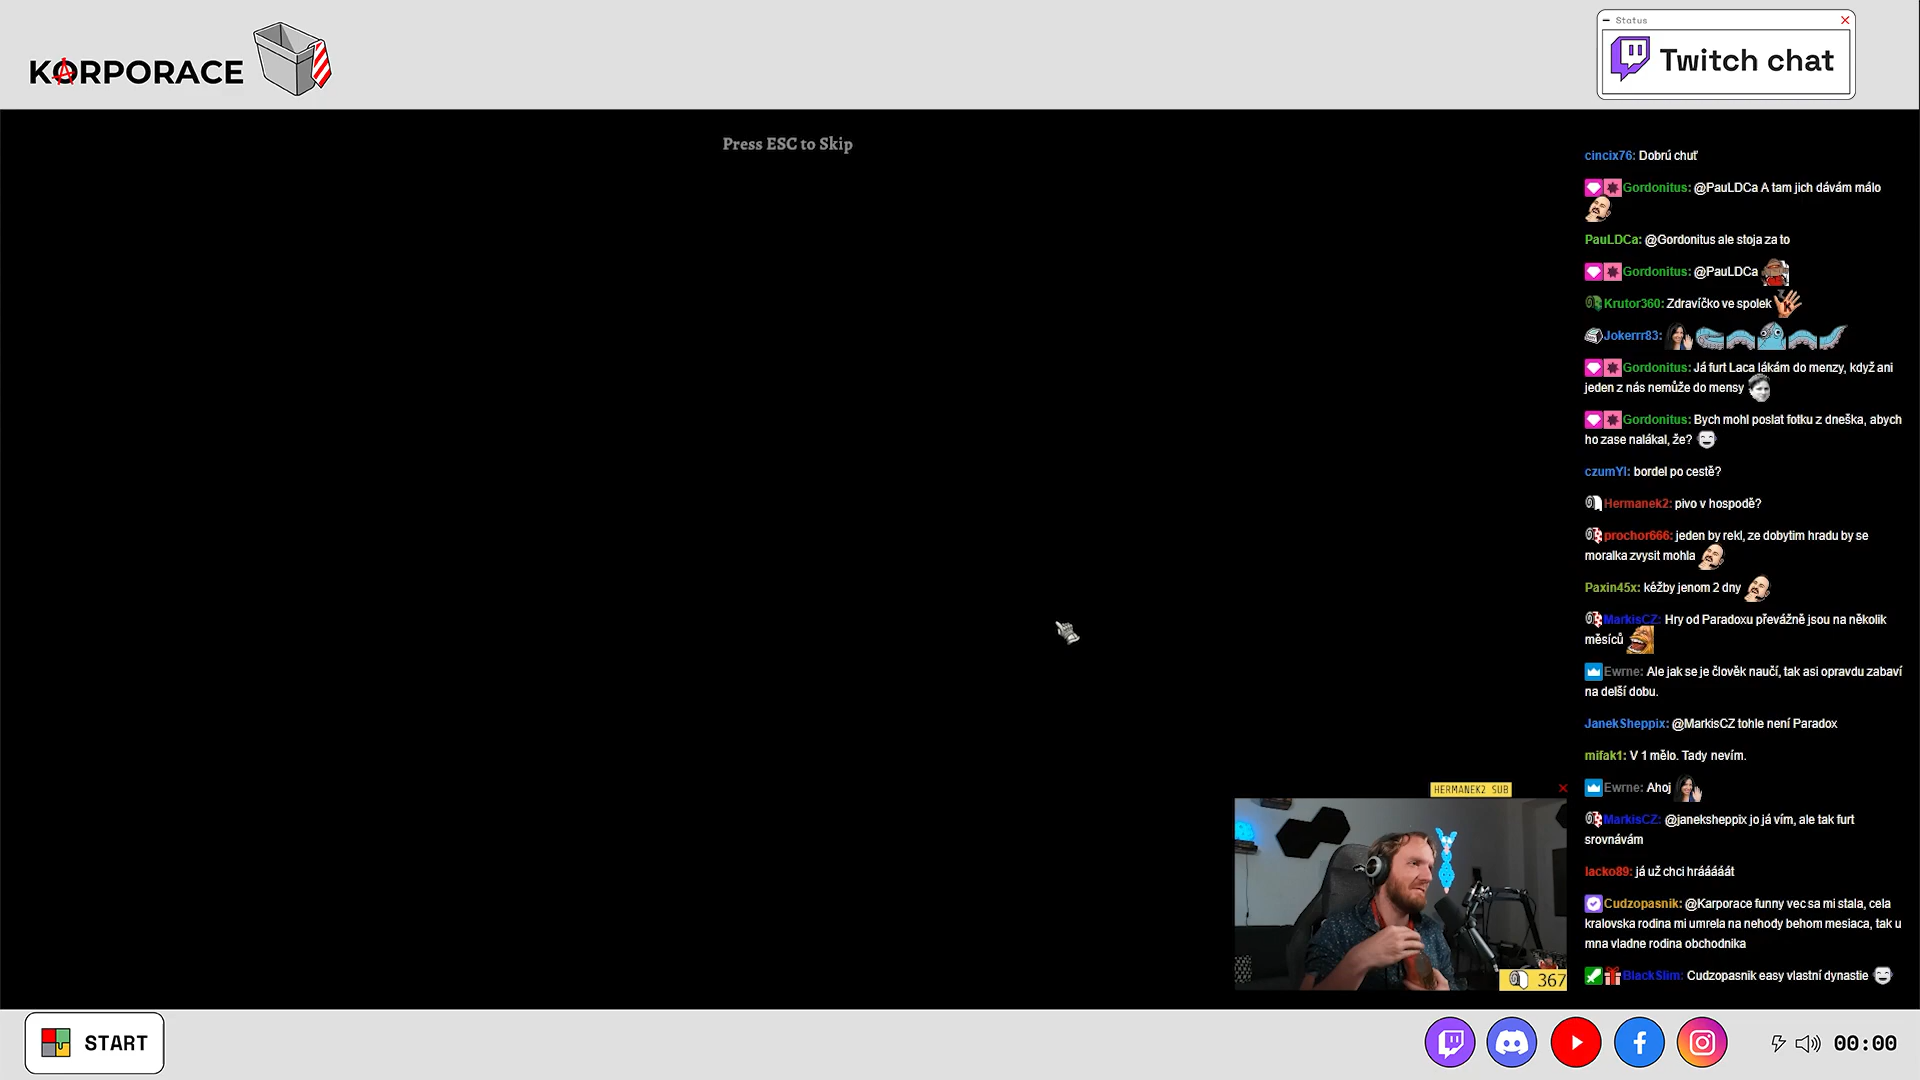 KORPORACE
Status
Twitch chat
Press ESC to Skip
cincix76: Dobrú chuť
Gordonitus: @PauLDCa A tam jich dávám málo
PauLDCa: @Gordonitus ale stoja za to
Gordonitus: @PauLDCa
Krutor360: Zdravíčko ve spolek
Jokerrr83:
Gordonitus: Já furt Laca lákám do menzy, když ani
jeden z nás nemůže do mensy
Gordonitus: Bych mohl poslat fotku z dneška, abych
ho zase nalákal, že?
czumYl: bordel po cestě?
Hermanek2: pivo v hospodě?
prochor666: jeden by rekl, ze dobytim hradu by se
moralka zvysit mohla
Paxin45x: kéžby jenom 2 dny
MarkisCZ: Hry od Paradoxu převážně jsou na několik
měsíců
Ewrne: Ale jak se je člověk naučí, tak asi opravdu zabaví
na delší dobu.
JanekSheppix: @MarkisCZ tohle není Paradox
mifak1: V 1 mělo. Tady nevím.
Ewrne: Ahoj
MarkisCZ: @janeksheppix jo já vím, ale tak furt
srovnávám
lacko89: já už chci hrááááát
Cudzopasnik: @Karporace funny vec sa mi stala, cela
kralovska rodina mi umrela na nehody behom mesiaca, tak u
mna vladne rodina obchodnika
BlackSlim: Cudzopasnik easy vlastní dynastie
HERMANEK2 SUB
367
START
00:00